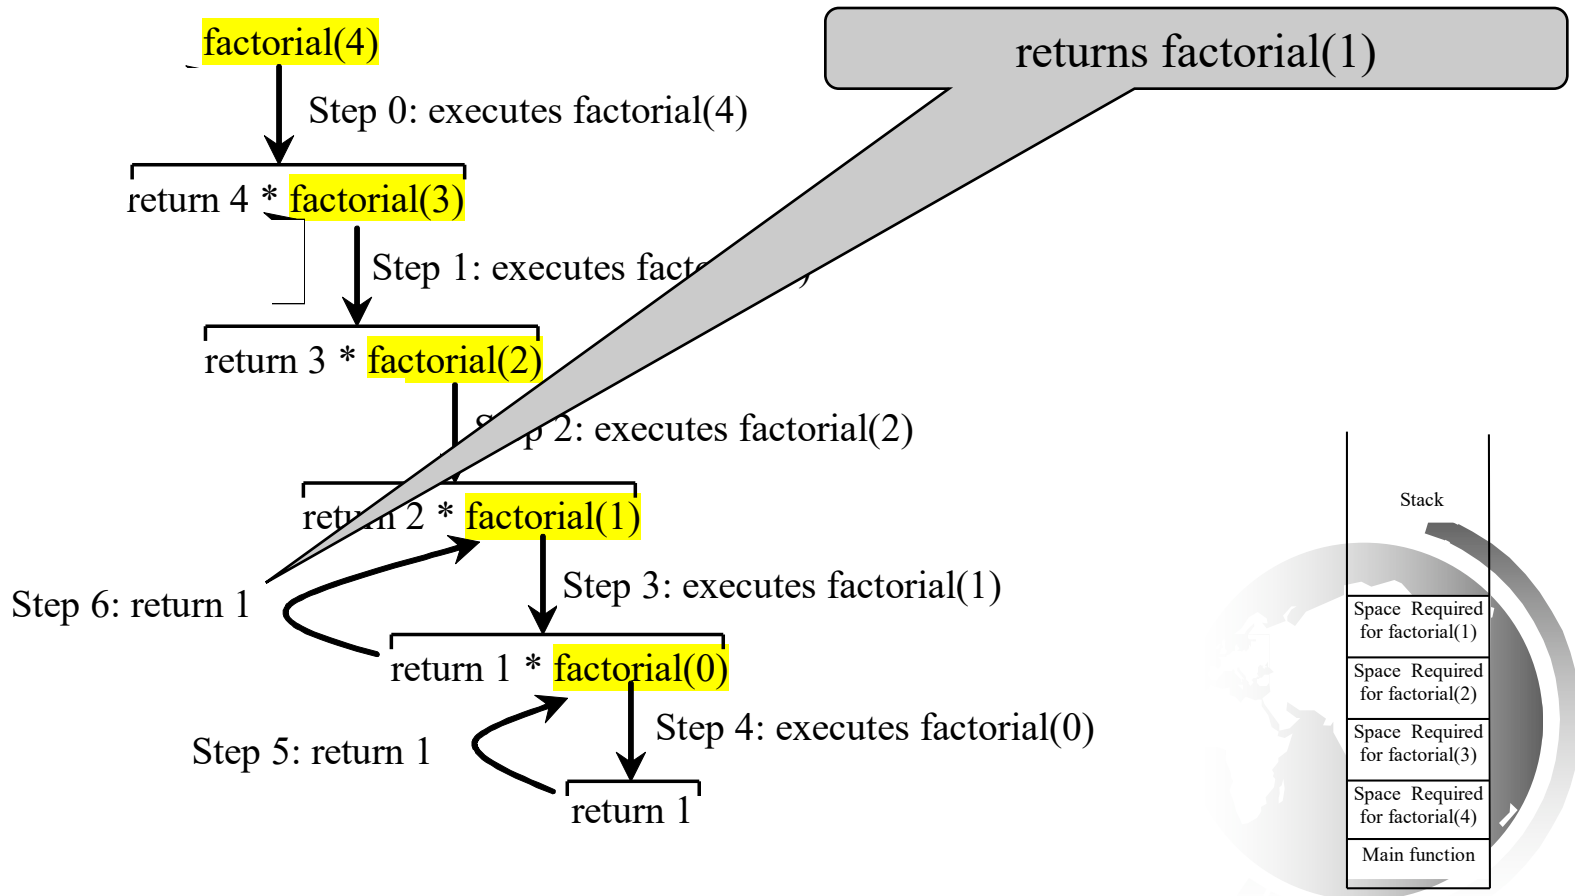 factorial(4)
returns factorial(1)
Step 0: executes factorial(4)
return 4 * factorial(3)
Step 1: executes
return 3 * factorial(2)
2: executes factorial(2)
return 2 * factorial(1)
Step 3: executes factorial(1)
Step 6: return 1
return 1 * factorial(0)
Step 4: executes factorial(0)
Step 5: return 1
return 1
Stack
Space Required
for factorial(1)
Space Required
for factorial(2)
Space Required
for factorial(3)
Space Required
for factorial(4)
Main function